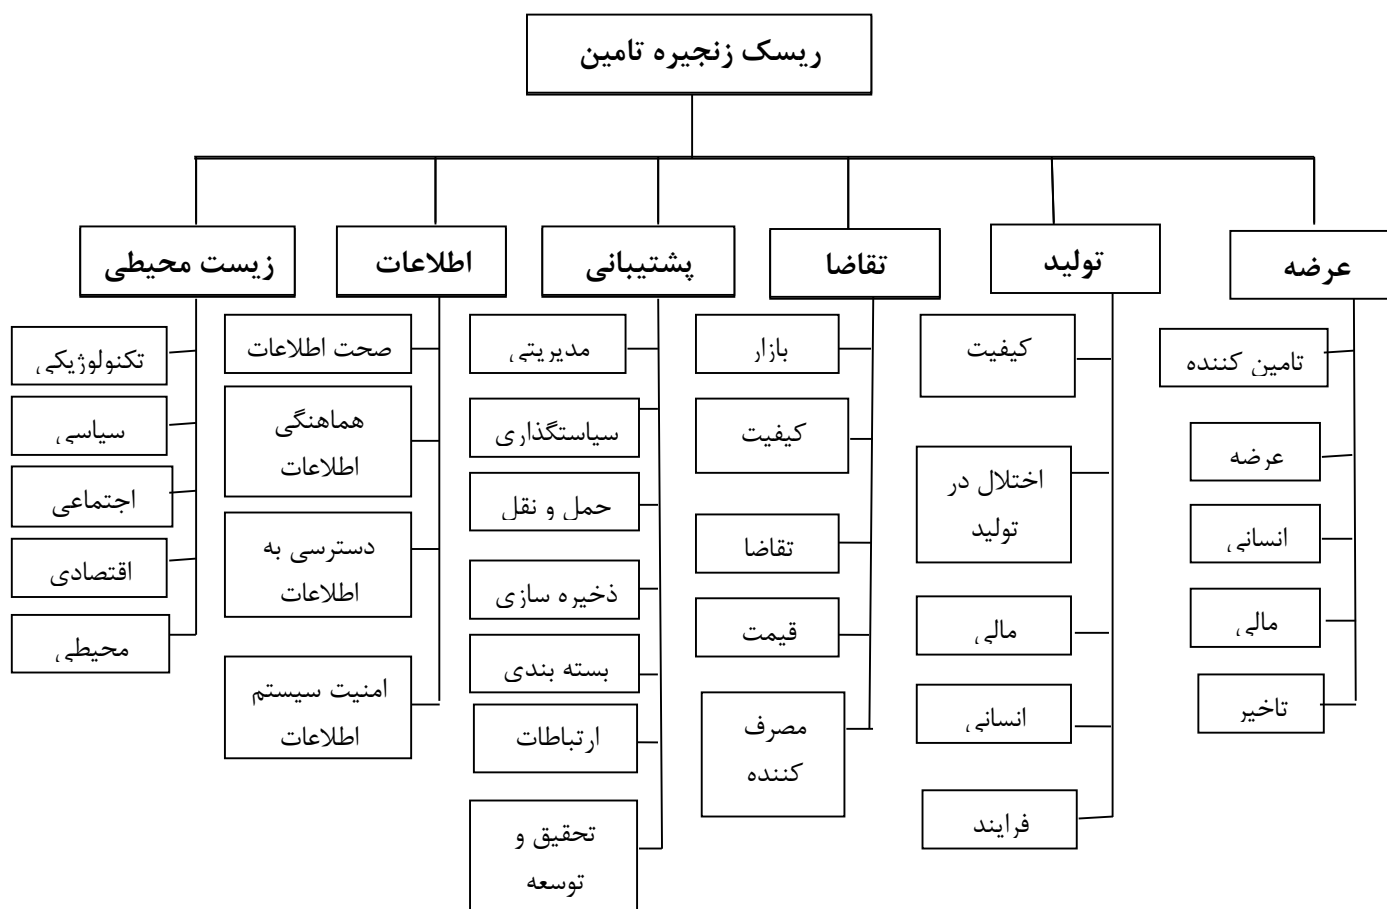 ریسک زنجیره تامین
عرضه
تولید
تقاضا
پشتیبانی
اطلاعات
زیست محیطی
تامین کننده
عرضه
انسانی
مالی
تاخیر
کیفیت
اختلال در
تولید
مالی
انسانی
فرایند
بازار
کیفیت
تقاضا
قیمت
مصرف
کننده
مدیریتی
سیاستگذاری
حمل و نقل
ذخیره سازی
بسته بندی
ارتباطات
تحقیق و
توسعه
صحت اطلاعات
هماهنگی
اطلاعات
دسترسی به
اطلاعات
امنیت سیستم
اطلاعات
تکنولوژیکی
سیاسی
اجتماعی
اقتصادی
محیطی